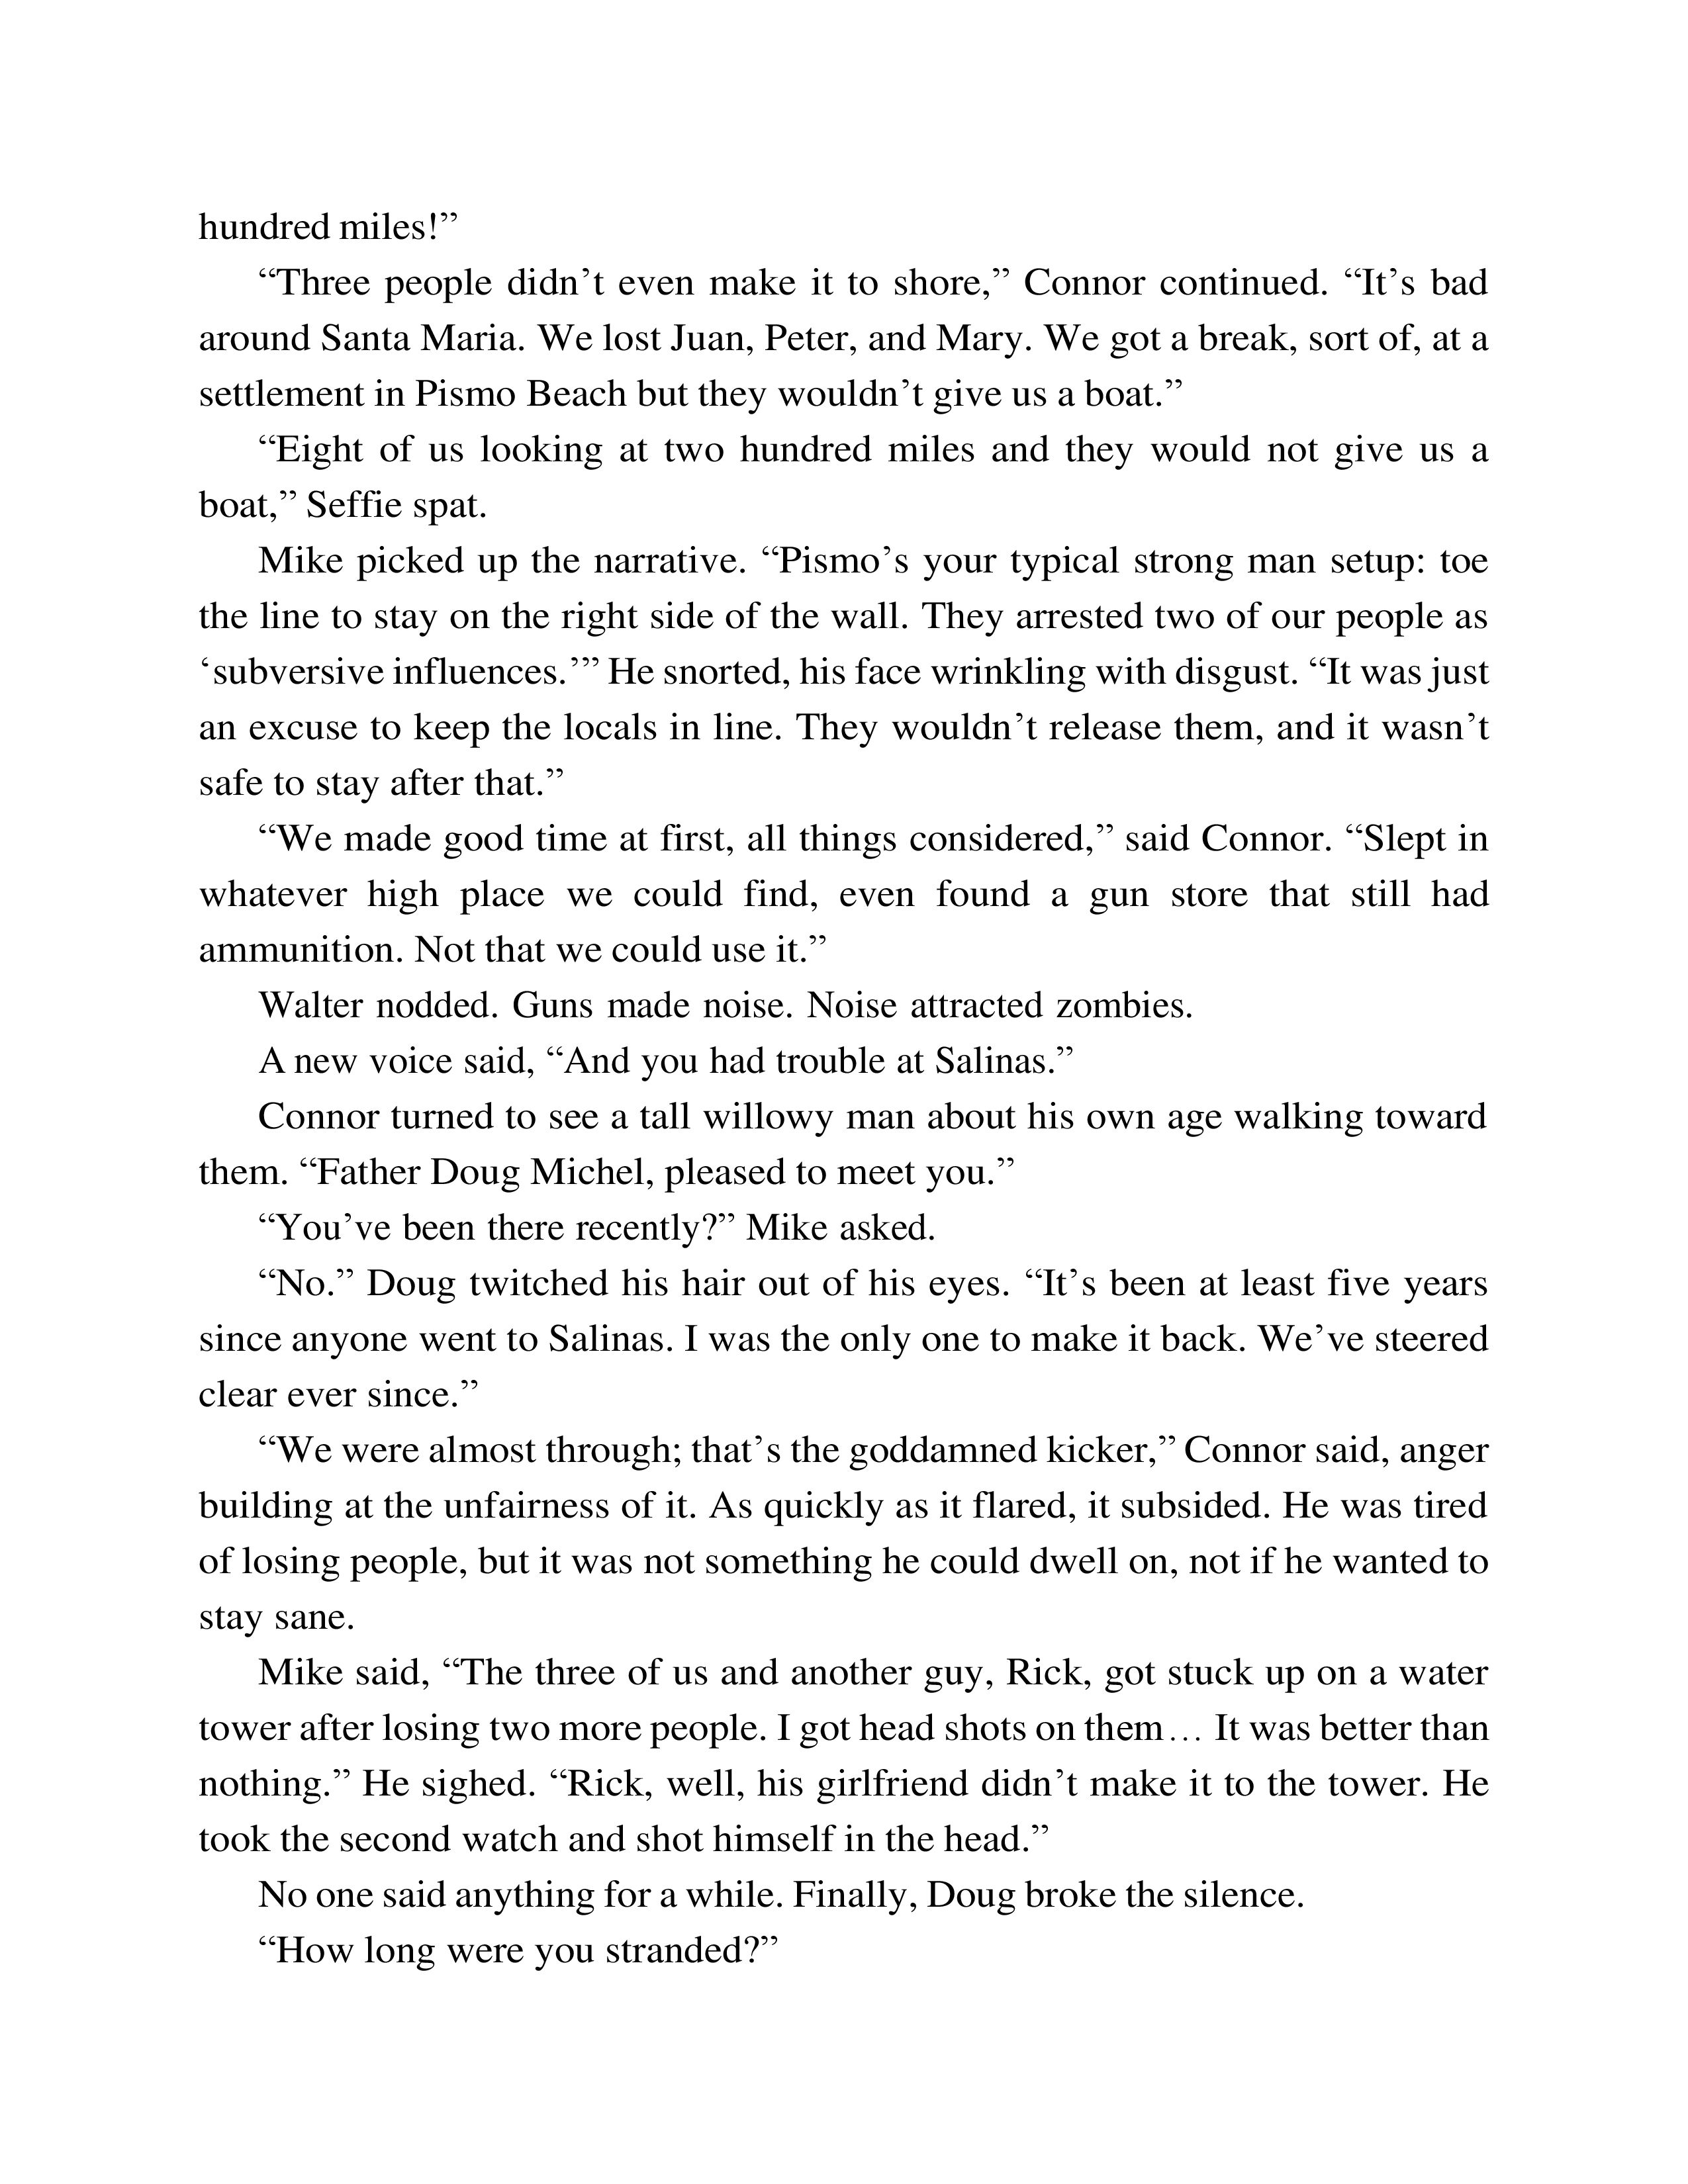 hundred miles!”
“Three people didn’t even make it to shore,” Connor continued. “It’s bad
around Santa Maria. We lost Juan, Peter, and Mary. We got a break, sort of, at a
settlement in Pismo Beach but they wouldn’t give us a boat.”
“Eight of us looking at two hundred miles and they would not give us a
boat,” Seffie spat.
Mike picked up the narrative. “Pismo’s your typical strong man setup: toe
the line to stay on the right side of the wall. They arrested two of our people as
‘subversive influences.’” He snorted, his face wrinkling with disgust. “It was just
an excuse to keep the locals in line. They wouldn’t release them, and it wasn’t
safe to stay after that.”
“We made good time at first, all things considered,” said Connor. “Slept in
whatever high place we could find, even found a gun store that still had
ammunition. Not that we could use it.”
Walter nodded. Guns made noise. Noise attracted zombies.
A new voice said, “And you had trouble at Salinas.”
Connor turned to see a tall willowy man about his own age walking toward
them. “Father Doug Michel, pleased to meet you.”
“You’ve been there recently?” Mike asked.
“No.” Doug twitched his hair out of his eyes. “It’s been at least five years
since anyone went to Salinas. I was the only one to make it back. We’ve steered
clear ever since.”
“We were almost through; that’s the goddamned kicker,” Connor said, anger
building at the unfairness of it. As quickly as it flared, it subsided. He was tired
of losing people, but it was not something he could dwell on, not if he wanted to
stay sane.
Mike said, “The three of us and another guy, Rick, got stuck up on a water
tower after losing two more people. I got head shots on them… It was better than
nothing.” He sighed. “Rick, well, his girlfriend didn’t make it to the tower. He
took the second watch and shot himself in the head.”
No one said anything for a while. Finally, Doug broke the silence.
“How long were you stranded?”